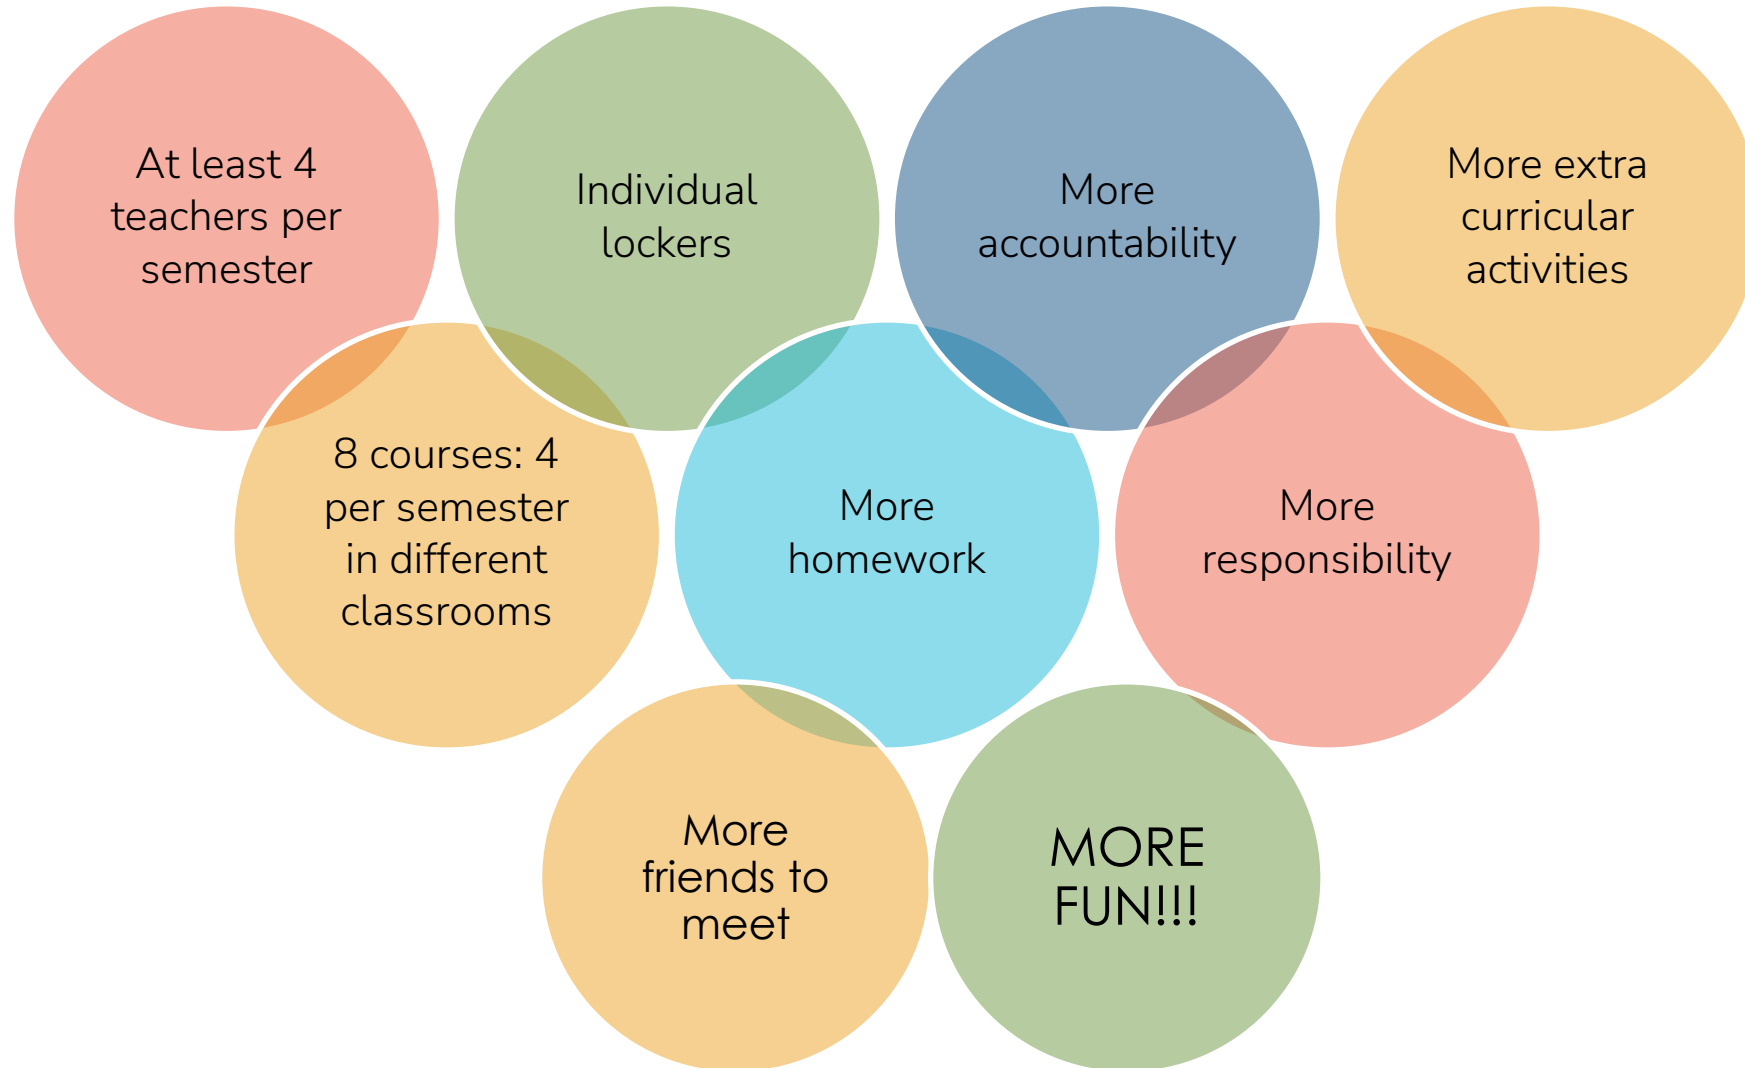 At least 4
teachers per
semester
Individual
lockers
More
accountability
More extra
curricular
activities
8 courses: 4
per semester
in different
classrooms
More
homework
More
responsibility
More
friends to
meet
MORE
FUN!!!